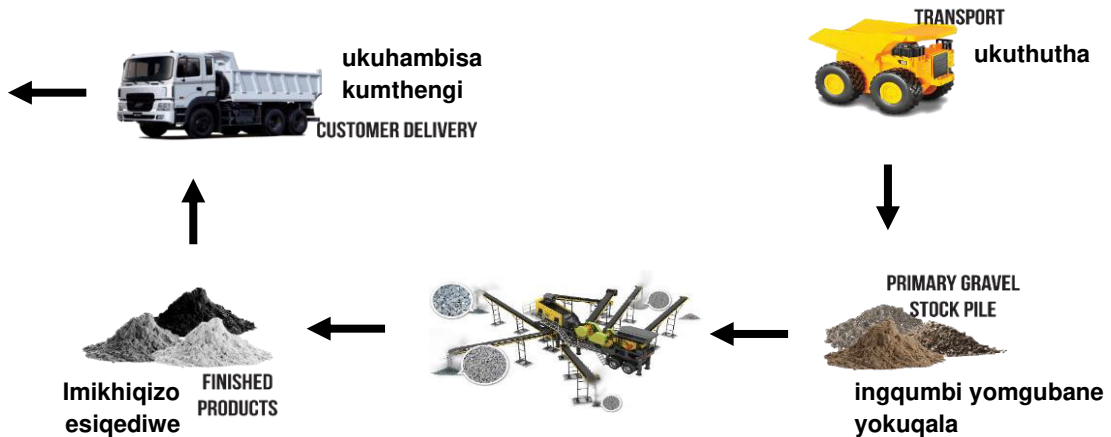 ukuhambisa
kumthengi
CUSTOMER DELIVERY
TRANSPORT
ukuthutha
PRIMARY GRAVEL
STOCK PILE
ingqumbi yomgubane
yokuqala
Imikhiqizo
esiqediwe
FINISHED
PRODUCTS